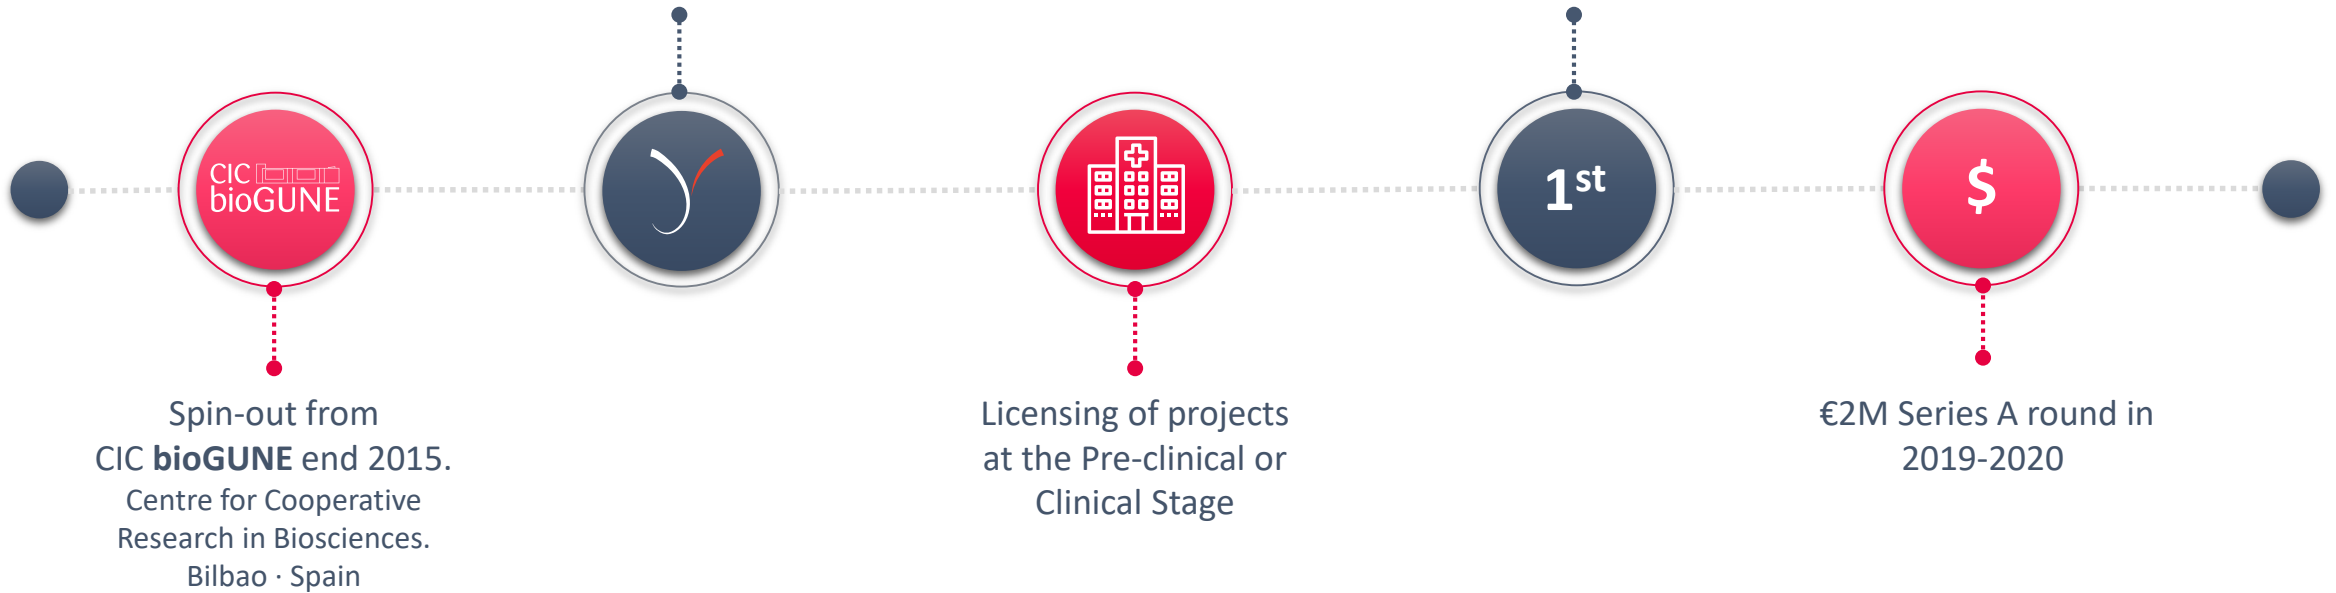 CIC
bioGUNE
1st
$
Spin-out from
CIC bioGUNE end 2015.
Centre for Cooperative
Research in Biosciences.
Bilbao · Spain
Licensing of projects
at the Pre-clinical or
Clinical Stage
€2M Series A round in
2019-2020